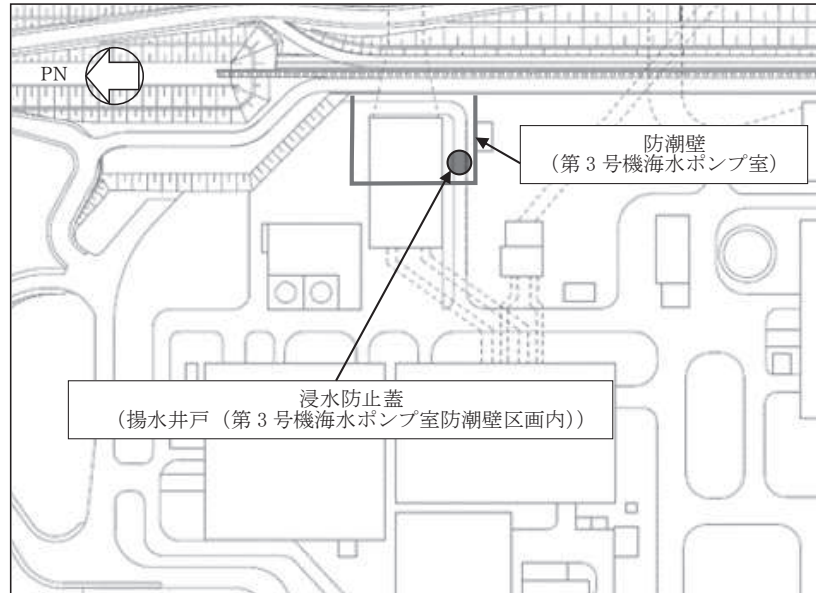 PN
防潮壁
（第３号機海水ポンプ室）
浸水防止蓋
（揚水井戸（第３号機海水ポンプ室防潮壁区画内））